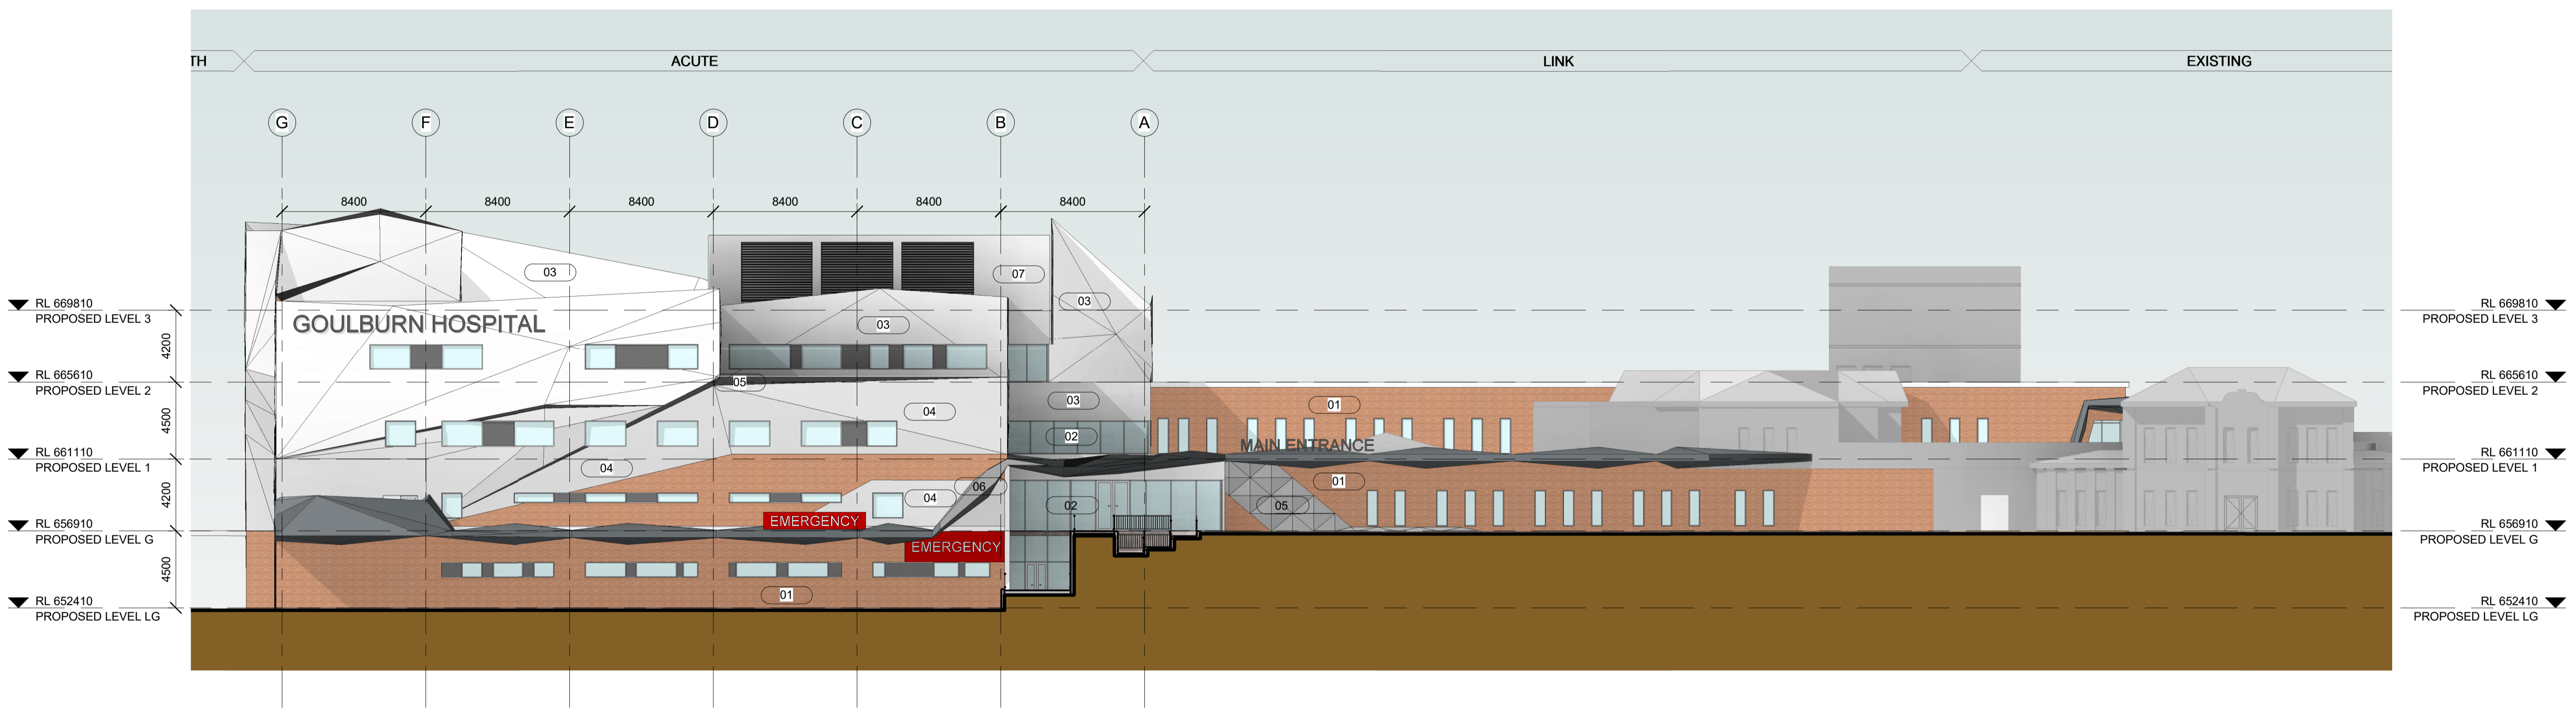 TH
ACUTE
LINK
EXISTING
G
F
E
D
C
B
A
8400
8400
8400
8400
8400
8400
03
07
03
RL 669810
PROPOSED LEVEL 3
GOULBURN HOSPITAL
03
RL 669810
PROPOSED LEVEL 3
4200
RL 665610
PROPOSED LEVEL 2
05
RL 665610
PROPOSED LEVEL 2
4500
04
03
01
02
MAIN ENTRANCE
RL 661110
PROPOSED LEVEL 1
04
RL 661110
PROPOSED LEVEL 1
4200
04
06
02
05
01
RL 656910
PROPOSED LEVEL G
EMERGENCY
RL 656910
PROPOSED LEVEL G
EMERGENCY
4500
01
RL 652410
PROPOSED LEVEL LG
RL 652410
PROPOSED LEVEL LG